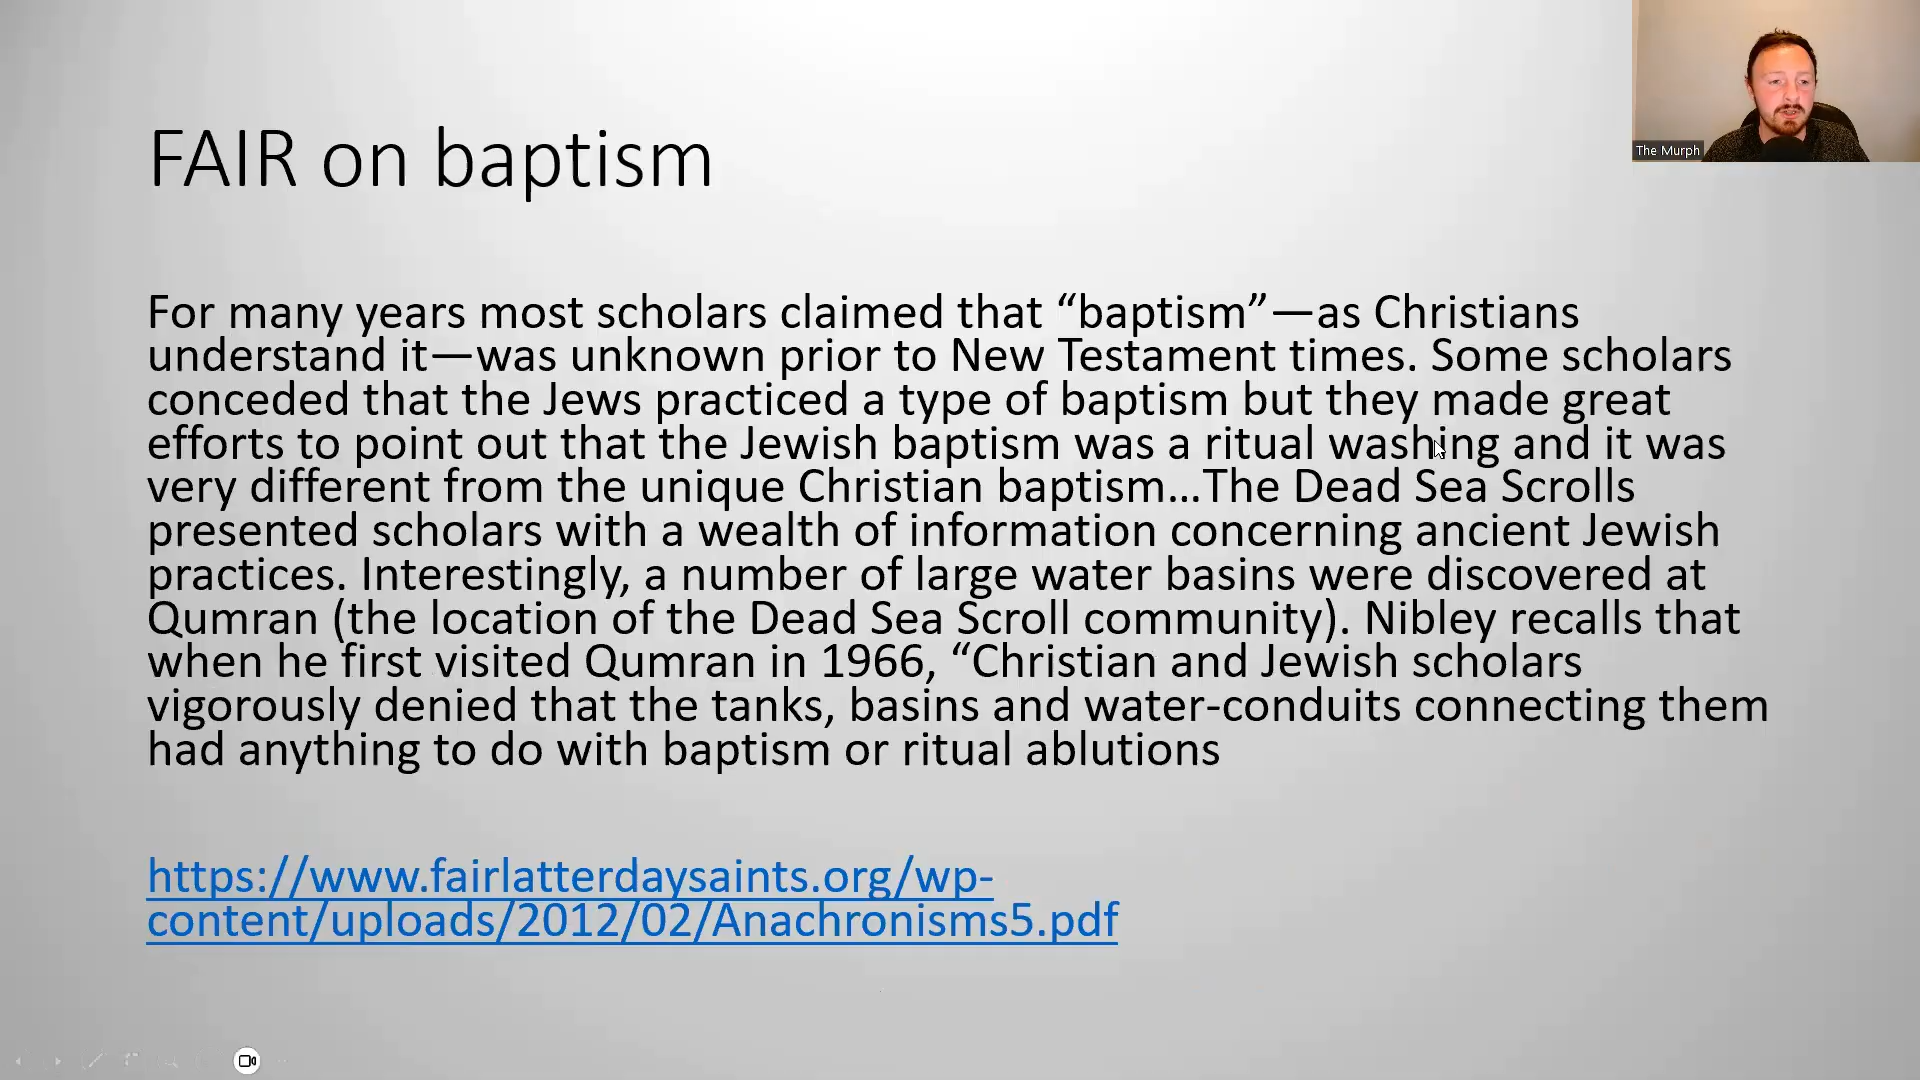 The Murph
FAIR on baptism
For many years most scholars claimed that “baptism”—as Christians
understand it—was unknown prior to New Testament times. Some scholars
conceded that the Jews practiced a type of baptism but they made great
efforts to point out that the Jewish baptism was a ritual washing and it was
very different from the unique Christian baptism…The Dead Sea Scrolls
presented scholars with a wealth of information concerning ancient Jewish
practices. Interestingly, a number of large water basins were discovered at
Qumran (the location of the Dead Sea Scroll community). Nibley recalls that
when he first visited Qumran in 1966, “Christian and Jewish scholars
vigorously denied that the tanks, basins and water-conduits connecting them
had anything to do with baptism or ritual ablutions
https://www.fairlatterdaysaints.org/wp-
content/uploads/2012/02/Anachronisms5.pdf